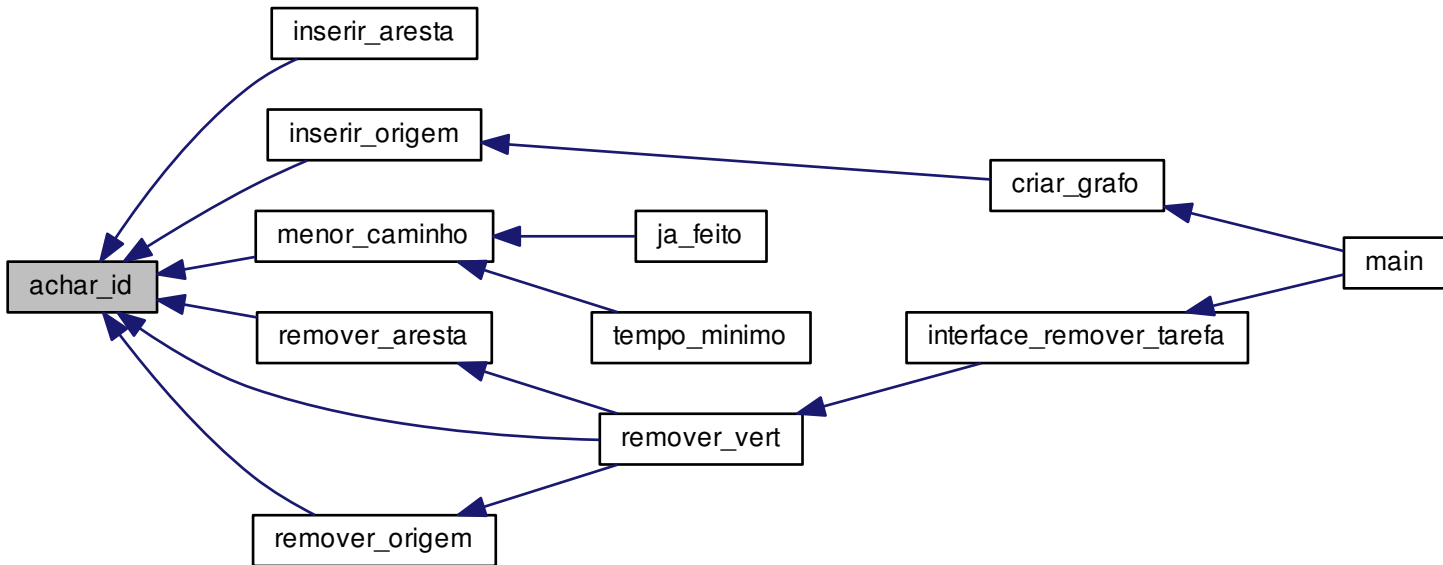 inserir_aresta
inserir_origem
criar_grafo
menor_caminho
ja_feito
main
achar_id
remover_aresta
tempo_minimo
interface_remover_tarefa
remover_vert
remover_origem